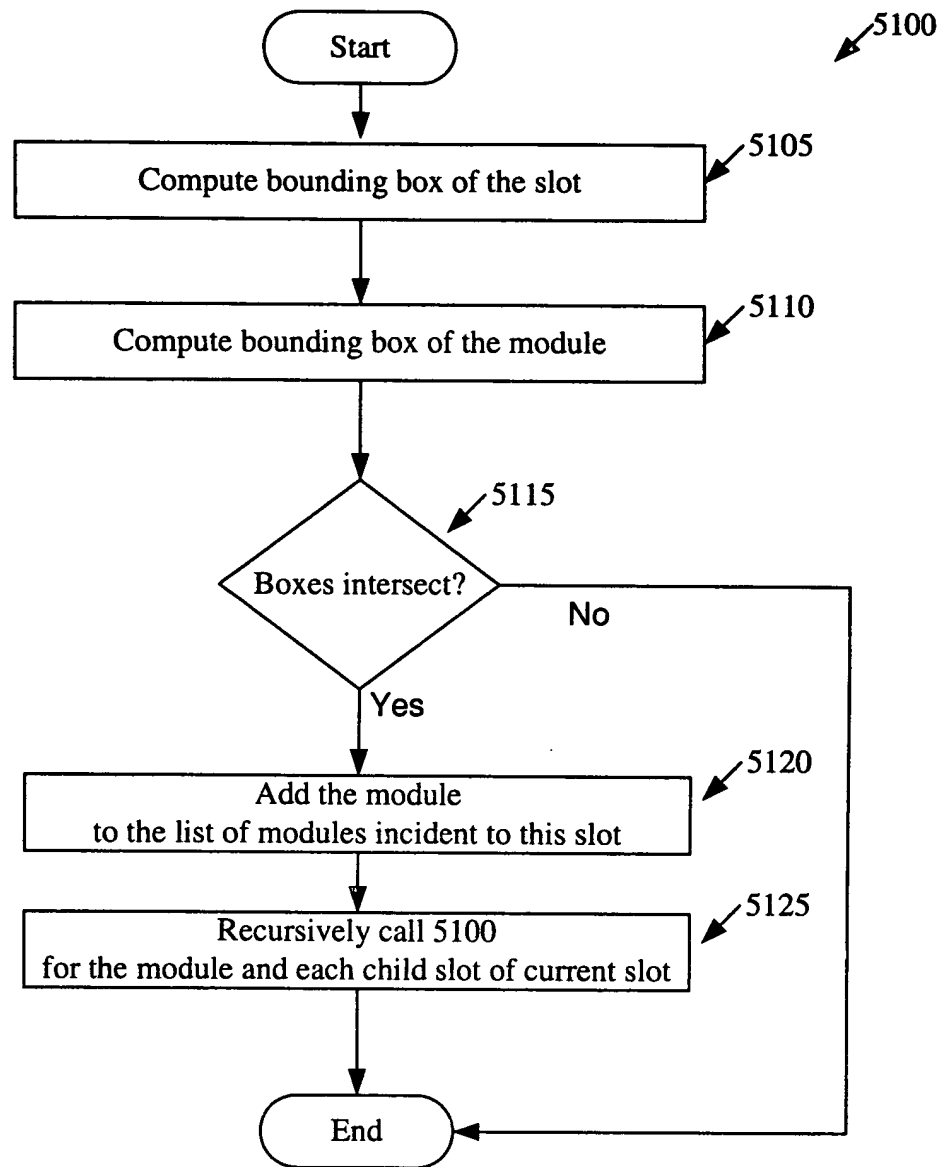 Start
5100
5105
Compute bounding box of the slot
5110
Compute bounding box of the module
5115
Boxes intersect?
No
Yes
5120
Add the module
to the list of modules incident to this slot
5125
Recursively call 5100
for the module and each child slot of current slot
End